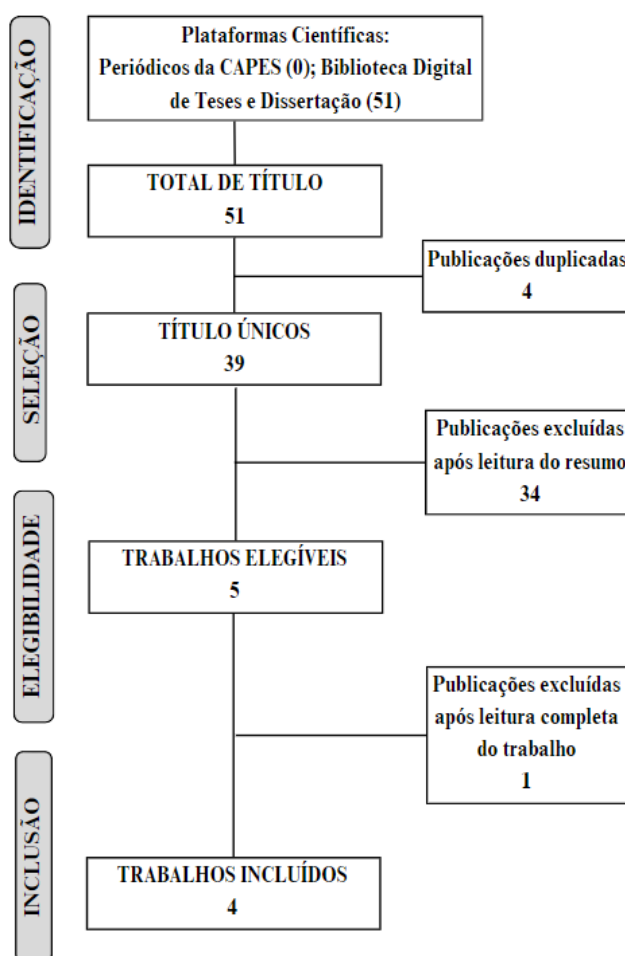 IDENTIFICAÇÃO
Plataformas Científicas:
Periódicos da CAPES (0); Biblioteca Digital
de Teses e Dissertação (51)
TOTAL DE TÍTULO
51
Publicações duplicadas
4
SELEÇÃO
TÍTULO ÚNICOS
39
Publicações excluídas
após leitura do resumo
34
ELEGIBILIDADE
TRABALHOS ELEGÍVEIS
5
Publicações excluídas
após leitura completa
do trabalho
1
INCLUSÃO
TRABALHOS INCLUÍDOS
4